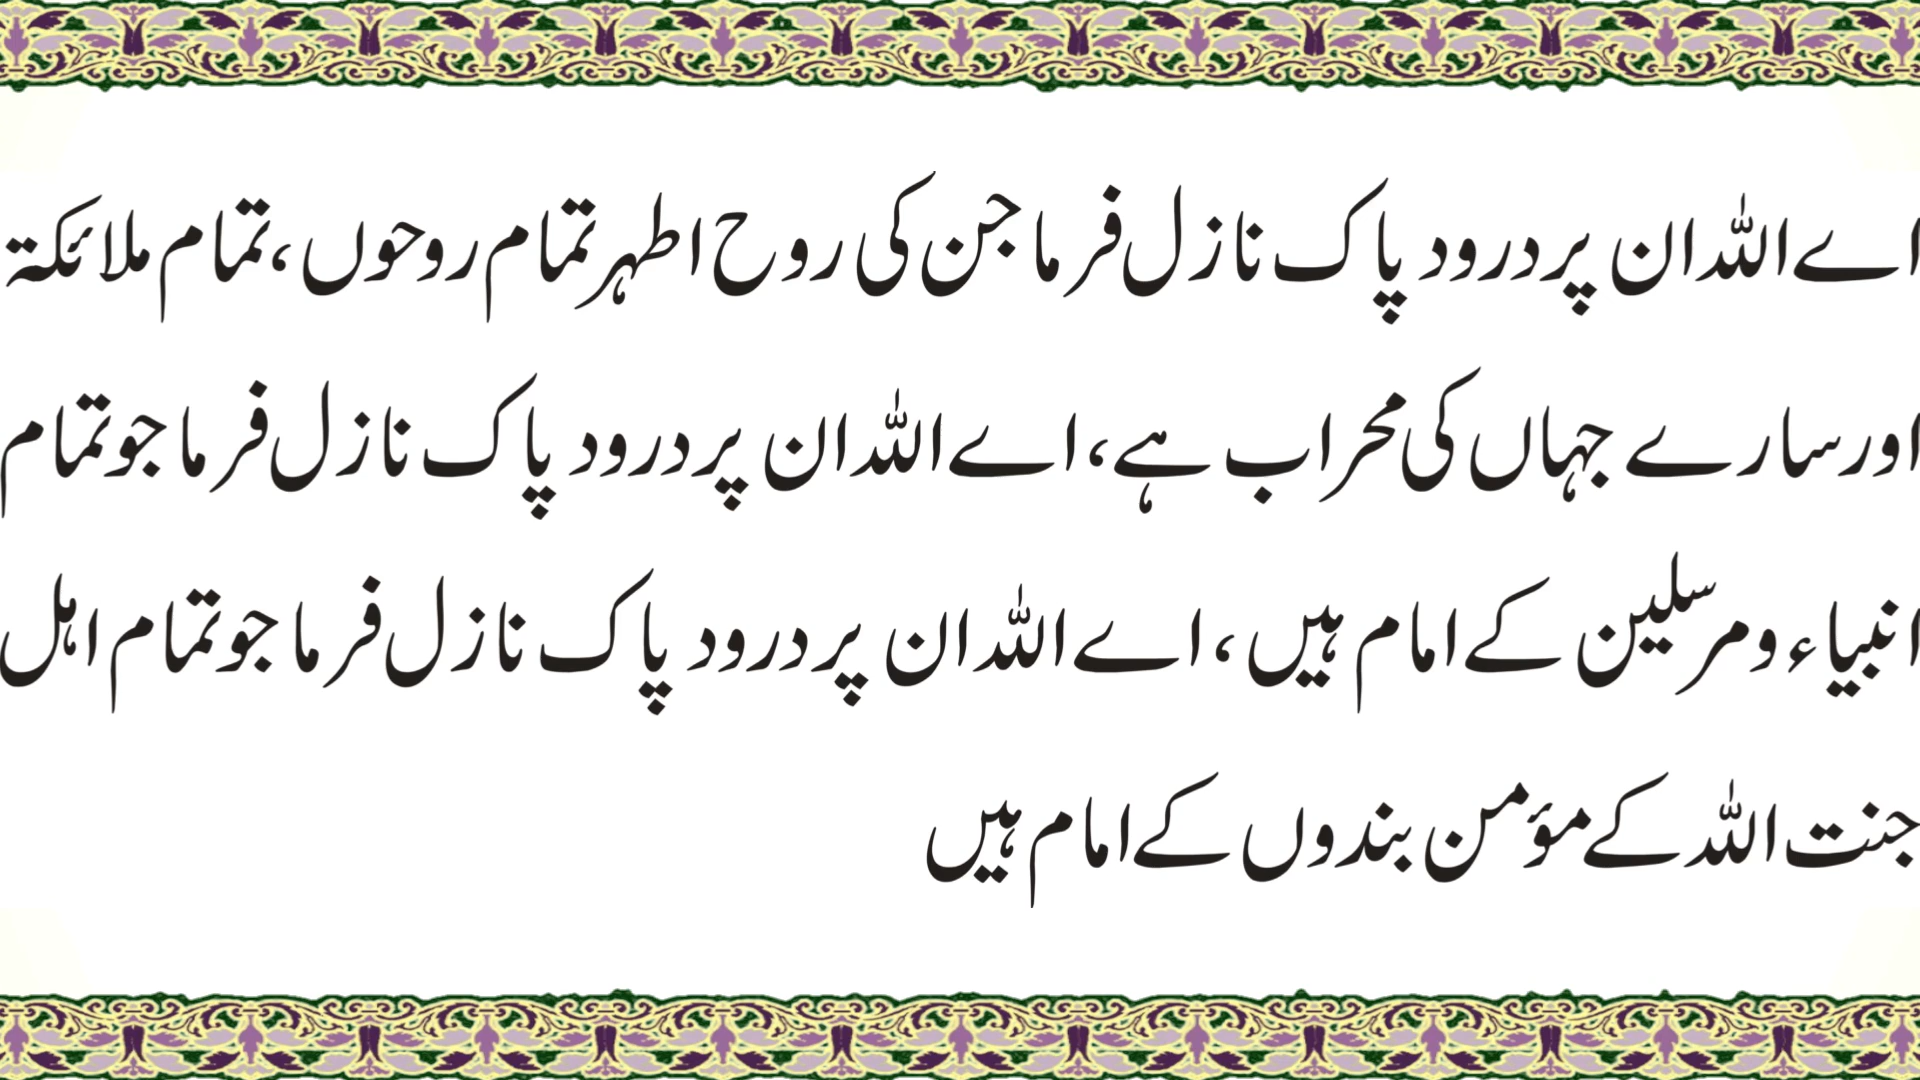 اے اللہ ان پر درود پاک نازل فرما جن کی روح اطہر تمام روحوں، تمام ملائکۃ
اور سارے جہاں کی محراب ہے، اے اللہ ان پر درود پاک نازل فرما جو تمام
انبیاء و مرسلین کے امام ہیں، اے اللہ ان پر درود پاک نازل فرما جو تمام اہل
جنت اللہ کے مؤمن بندوں کے امام ہیں